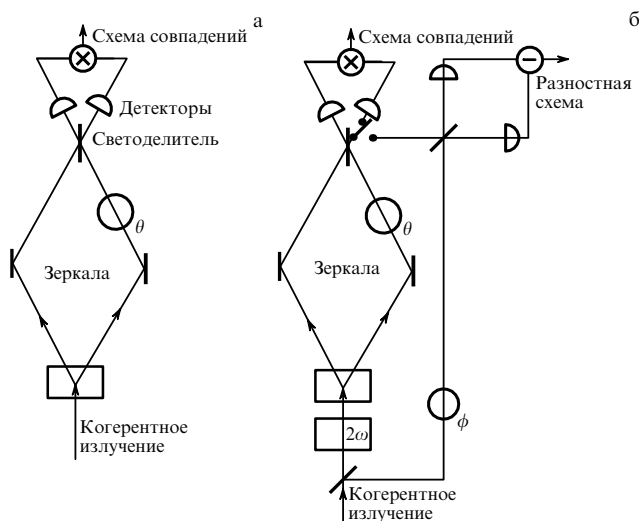 а
Схема совпадений
Детекторы
Светоделитель
θ
Зеркала
Когерентное
излучение
б
Схема совпадений
Разностная
схема
θ
Зеркала
2ω
ϕ
Когерентное
излучение